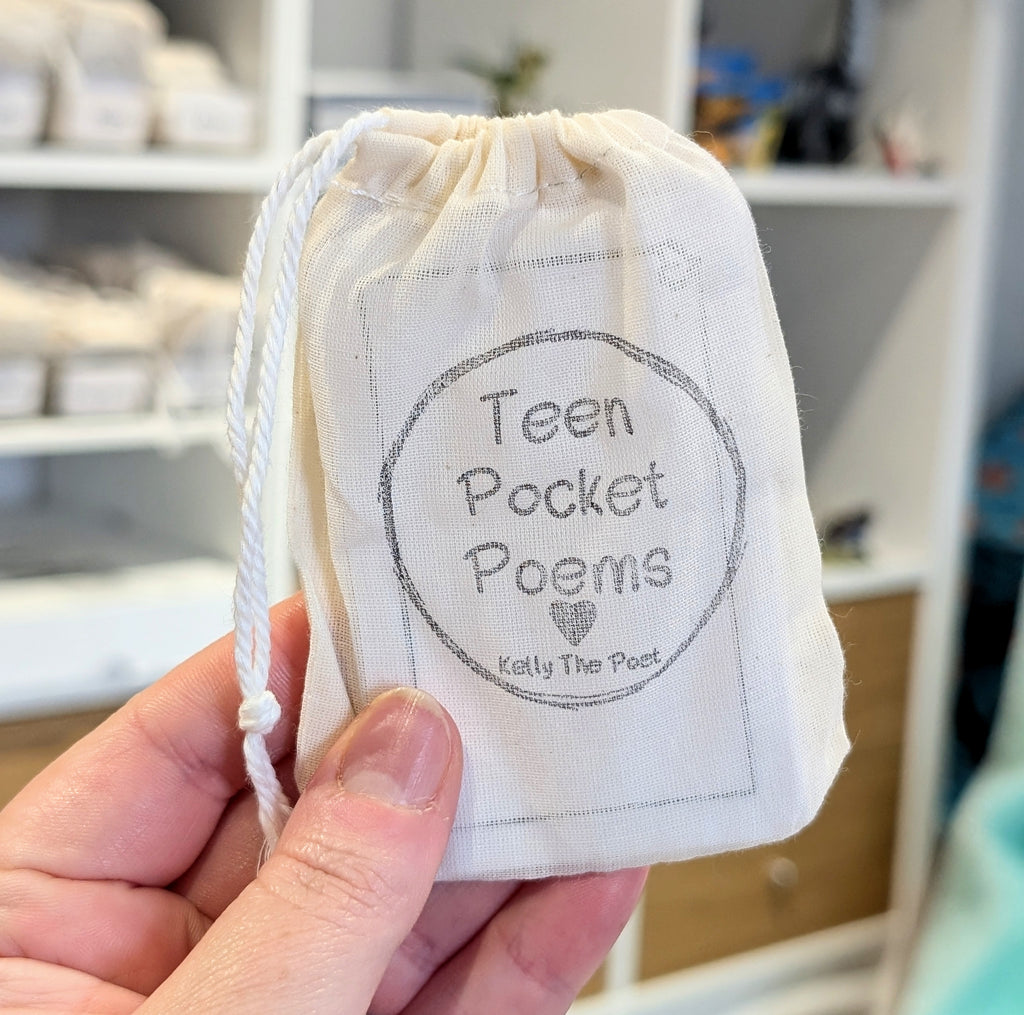 Teen
Pocket
Poems
Kelly The Poet